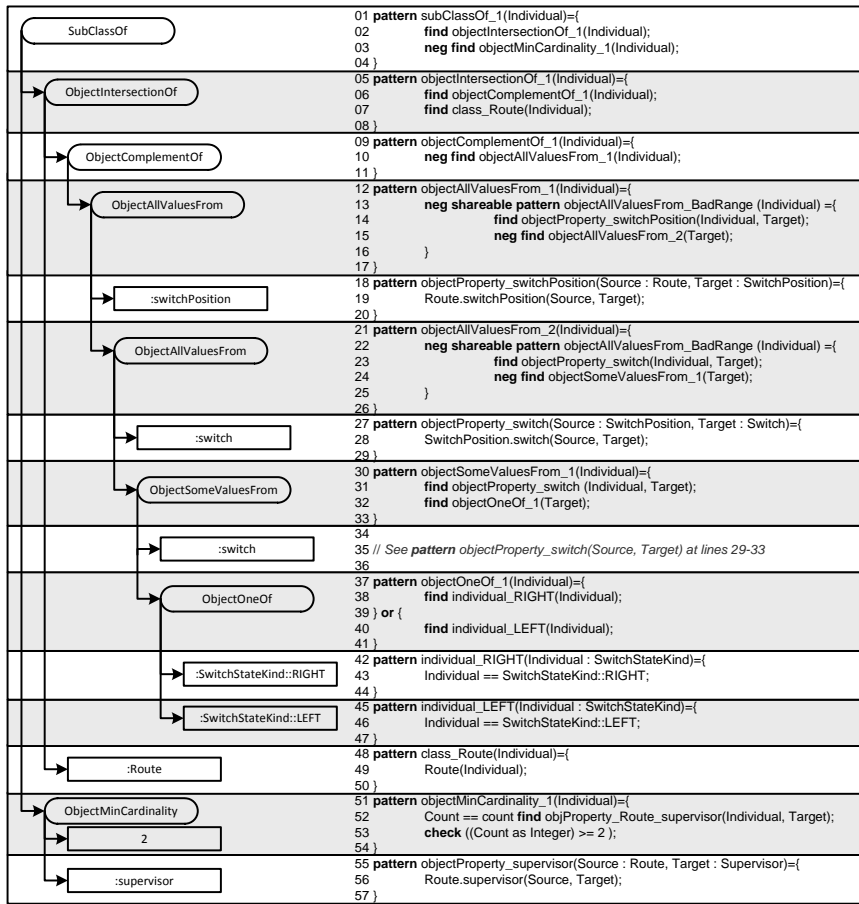 SubClassOf
01 pattern subClassOf_1(Individual)={
02 find objectIntersectionOf_1(Individual);
03 neg find objectMinCardinality_1(Individual);
04 }
ObjectIntersectionOf
05 pattern objectIntersectionOf_1(Individual)={
06 find objectComplementOf_1(Individual);
07 find class_Route(Individual);
08 }
ObjectComplementOf
09 pattern objectComplementOf_1(Individual)={
10 neg find objectAllValuesFrom_1(Individual);
11 }
ObjectAllValuesFrom
12 pattern objectAllValuesFrom_1(Individual)={
13 neg shareable pattern objectAllValuesFrom_BadRange (Individual) ={
14 find objectProperty_switchPosition(Individual, Target);
15 neg find objectAllValuesFrom_2(Target);
16 }
17 }
:switchPosition
18 pattern objectProperty_switchPosition(Source : Route, Target : SwitchPosition)={
19 Route.switchPosition(Source, Target);
20 }
ObjectAllValuesFrom
21 pattern objectAllValuesFrom_2(Individual)={
22 neg shareable pattern objectAllValuesFrom_BadRange (Individual) ={
23 find objectProperty_switch(Individual, Target);
24 neg find objectSomeValuesFrom_1(Target);
25 }
26 }
:switch
27 pattern objectProperty_switch(Source : SwitchPosition, Target : Switch)={
28 SwitchPosition.switch(Source, Target);
29 }
ObjectSomeValuesFrom
30 pattern objectSomeValuesFrom_1(Individual)={
31 find objectProperty_switch (Individual, Target);
32 find objectOneOf_1(Target);
33 }
:switch
34
35 // See pattern objectProperty_switch(Source, Target) at lines 29-33
36
ObjectOneOf
37 pattern objectOneOf_1(Individual)={
38 find individual_RIGHT(Individual);
39 } or {
40 find individual_LEFT(Individual);
41 }
:SwitchStateKind::RIGHT
42 pattern individual_RIGHT(Individual : SwitchStateKind)={
43 Individual == SwitchStateKind::RIGHT;
44 }
:SwitchStateKind::LEFT
45 pattern individual_LEFT(Individual : SwitchStateKind)={
46 Individual == SwitchStateKind::LEFT;
47 }
:Route
48 pattern class_Route(Individual)={
49 Route(Individual);
50 }
ObjectMinCardinality
2
51 pattern objectMinCardinality_1(Individual)={
52 Count == count find objProperty_Route_supervisor(Individual, Target);
53 check ((Count as Integer) >= 2 );
54 }
:supervisor
55 pattern objectProperty_supervisor(Source : Route, Target : Supervisor)={
56 Route.supervisor(Source, Target);
57 }